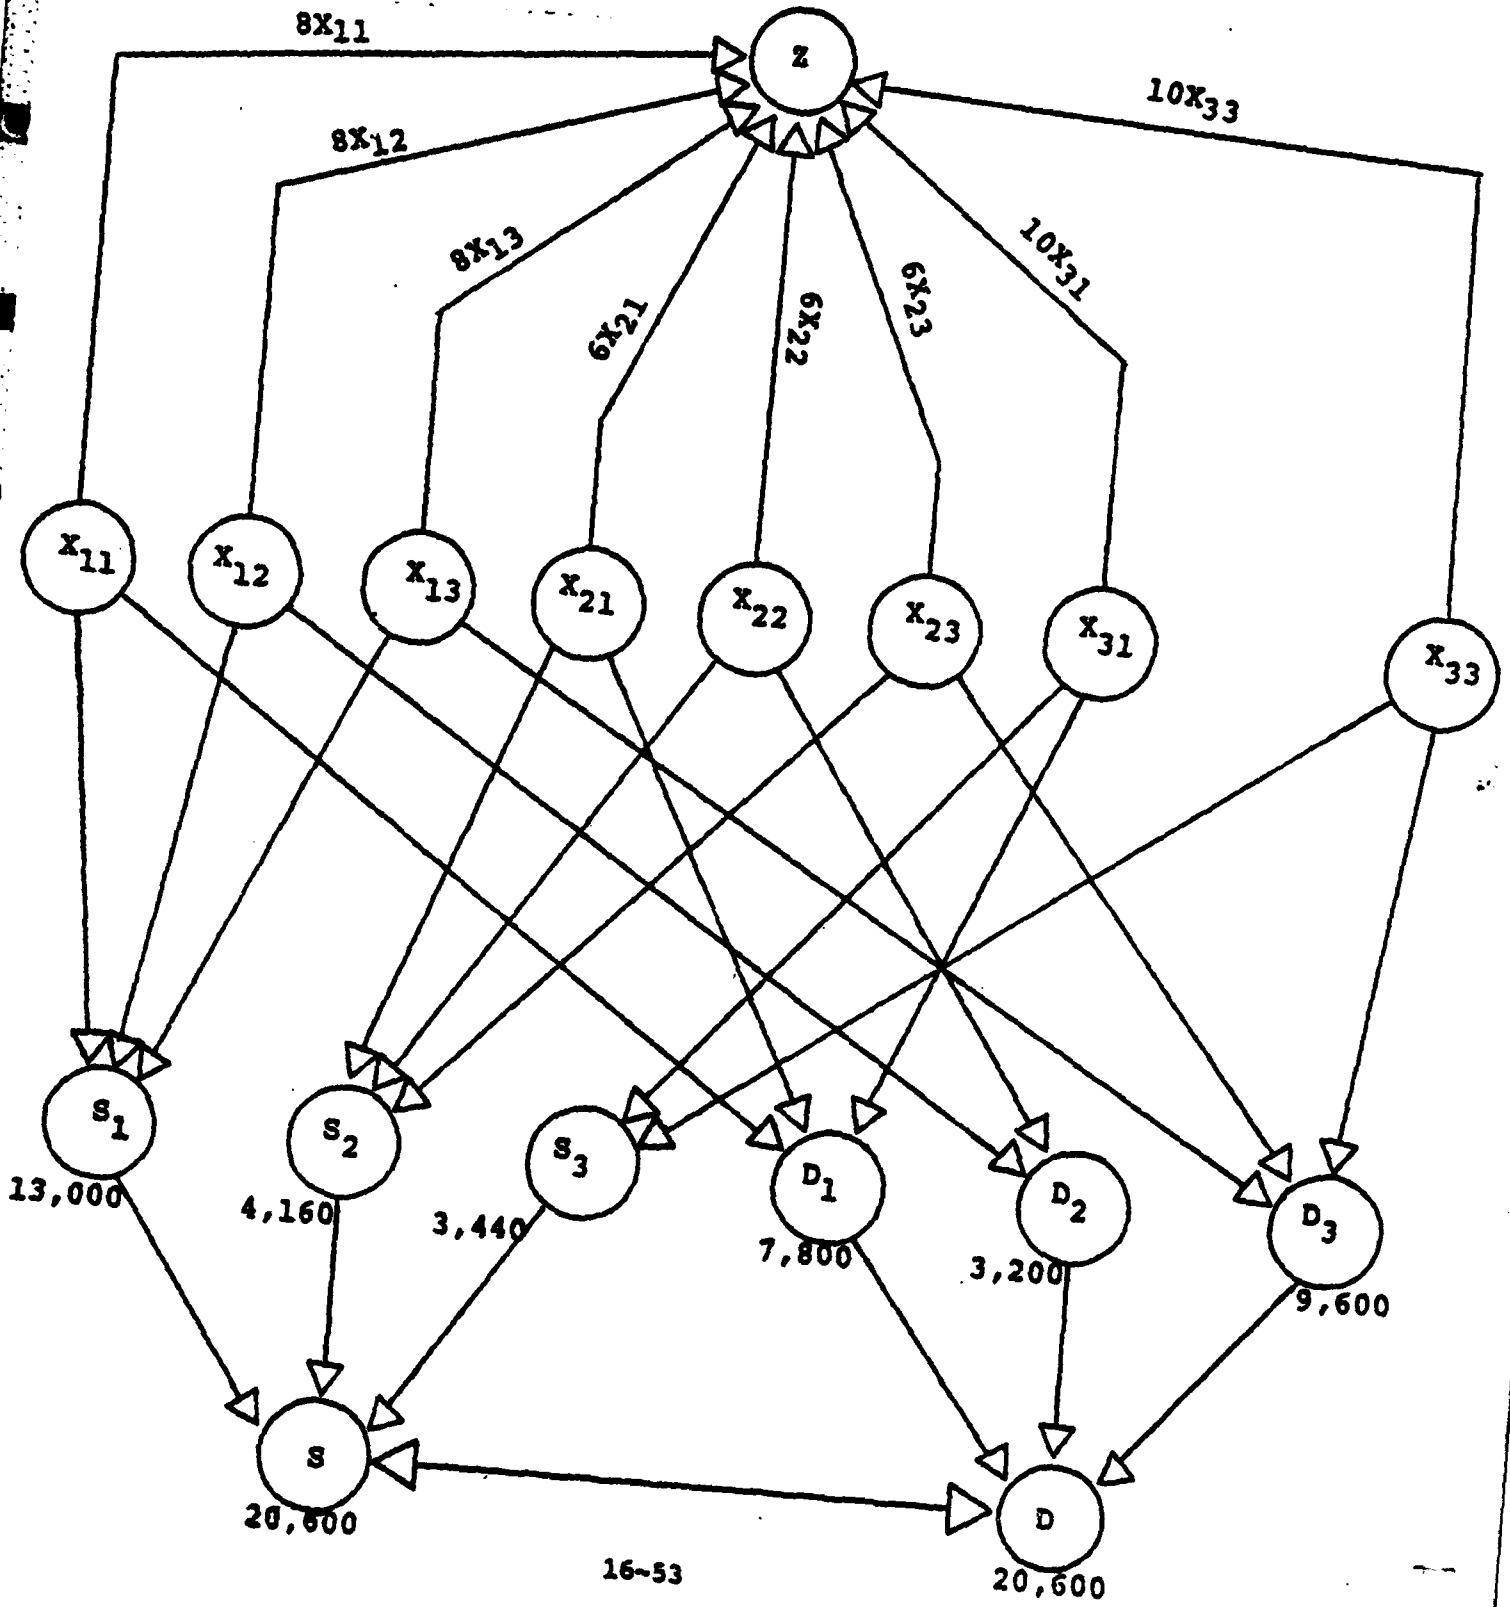 8X11
Z
10X33
8X12
8X13
10X31
6X21
6X22
6X23
X11
X12
X13
X21
X22
X23
X31
X33
S1
S2
S3
D1
D2
D3
13,000
4,160
3,440
7,800
3,200
9,600
S
D
20,600
20,600
16-53